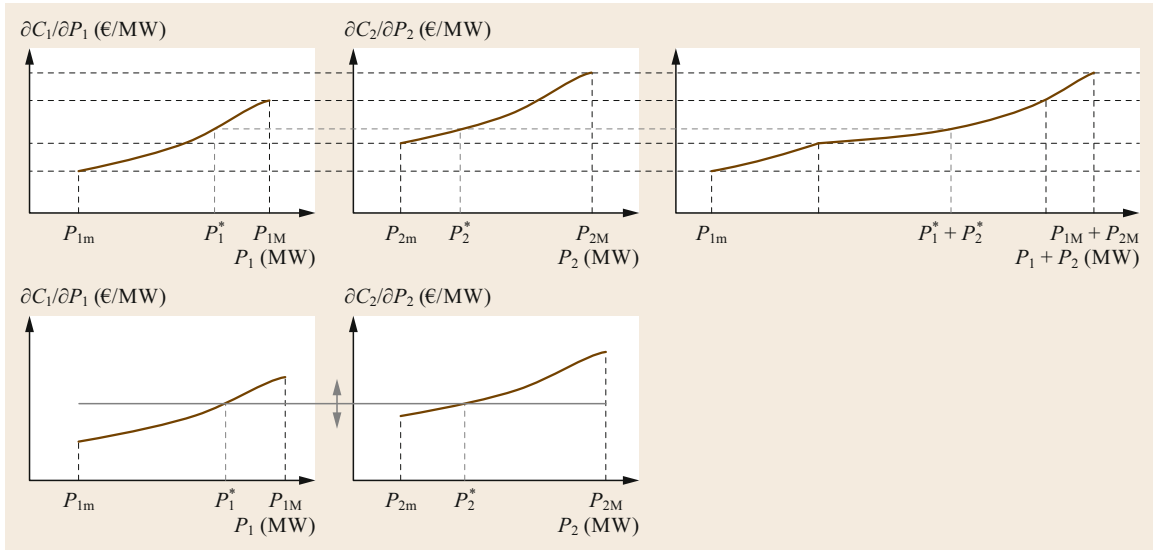 ∂C₁/∂P₁ (€/MW)
∂C₂/∂P₂ (€/MW)
P₁ₘ
P₁*
P₁M
P₁ (MW)
P₂ₘ
P₂*
P₂M
P₂ (MW)
P₁ₘ
P₁* + P₂*
P₁M + P₂M
P₁ + P₂ (MW)
∂C₁/∂P₁ (€/MW)
∂C₂/∂P₂ (€/MW)
P₁ₘ
P₁*
P₁M
P₁ (MW)
P₂ₘ
P₂*
P₂M
P₂ (MW)